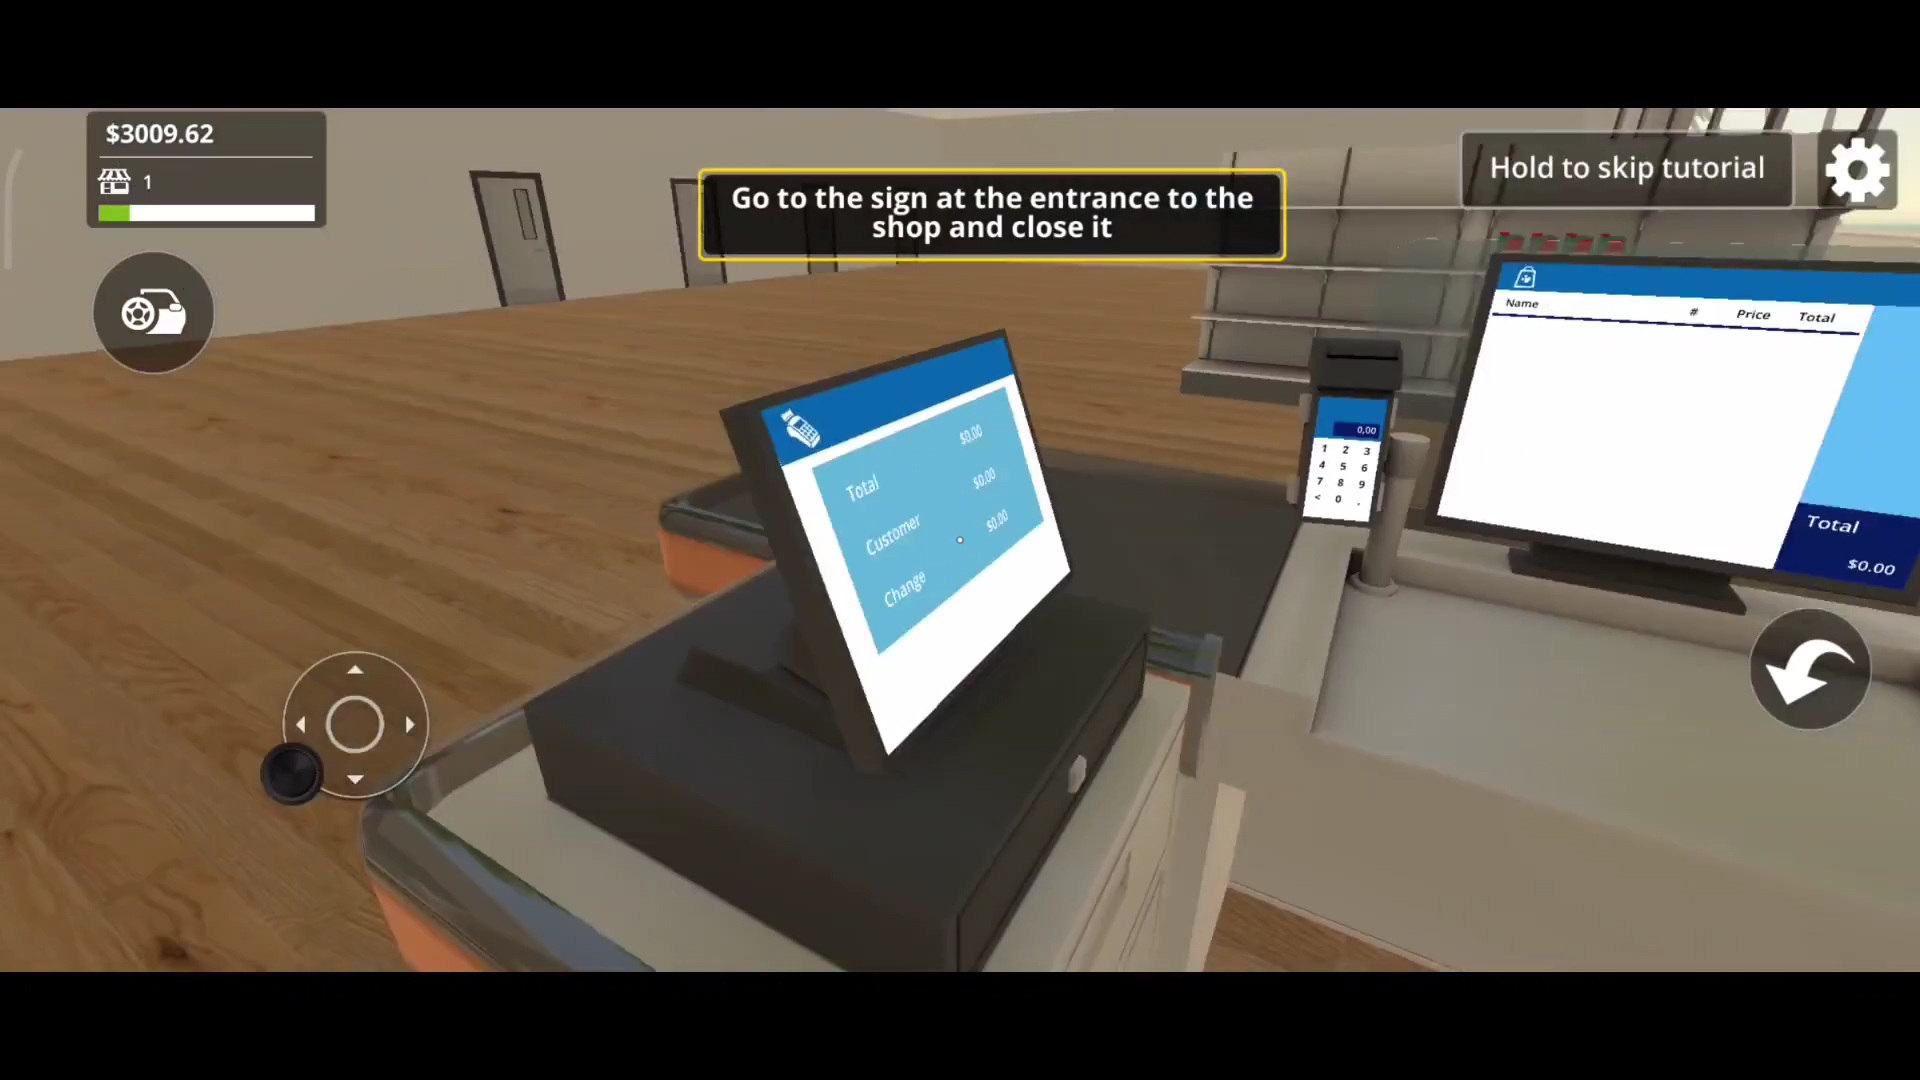 $3009.62
1
Go to the sign at the entrance to the
shop and close it
Hold to skip tutorial
Name # Price Total
Total $0.00
Customer $0.00
Change $0.00
0,00
1 2 3
4 5 6
7 8 9
< 0 .
Total
$0.00